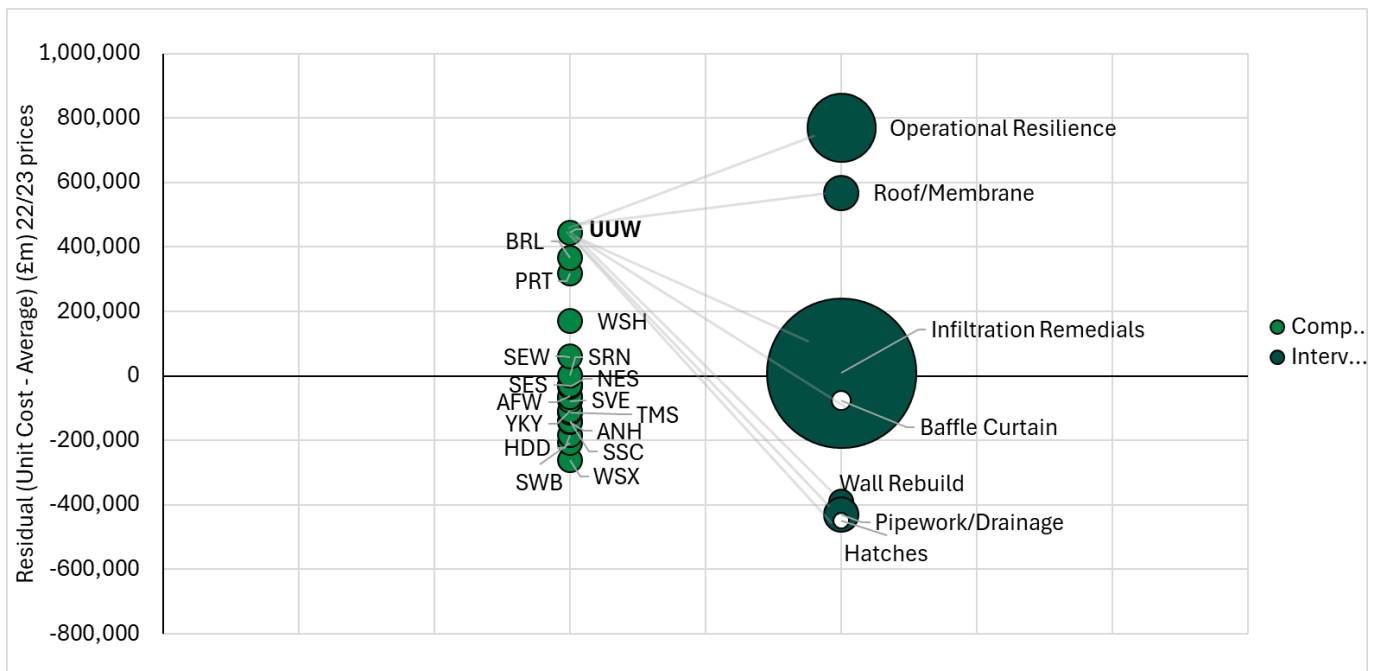 1,000,000
800,000
600,000
400,000
200,000
0
-200,000
-400,000
-600,000
-800,000
Residual (Unit Cost - Average) (£m) 22/23 prices
UUW
BRL
PRT
WSH
SEW
SRN
SES
NES
AFW
SVE
TMS
YKY
ANH
HDD
SSC
SWB
WSX
Operational Resilience
Roof/Membrane
Infiltration Remedials
Baffle Curtain
Wall Rebuild
Pipework/Drainage
Hatches
Comp..
Interv...